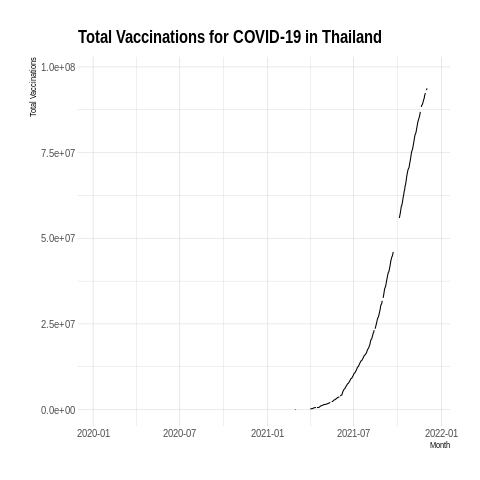 Total Vaccinations for COVID-19 in Thailand
Total Vaccinations
1.0e+08
7.5e+07
5.0e+07
2.5e+07
0.0e+00
2020-01 2020-07 2021-01 2021-07 2022-01
Month